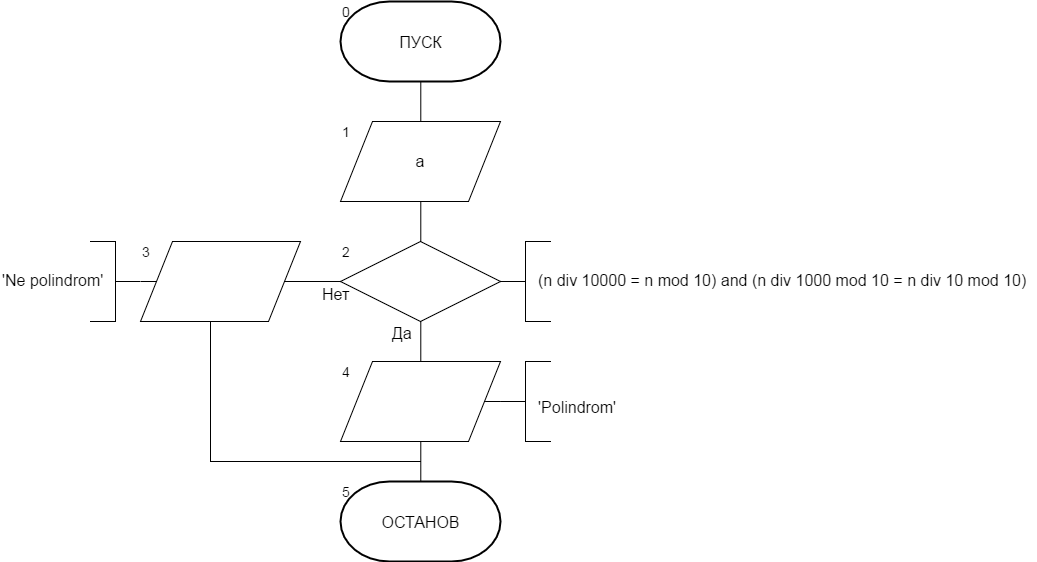 0
ПУСК
1
a
2
(n div 10000 = n mod 10) and (n div 1000 mod 10 = n div 10 mod 10)
3
'Ne polindrom'
Нет
Да
4
'Polindrom'
5
ОСТАНОВ